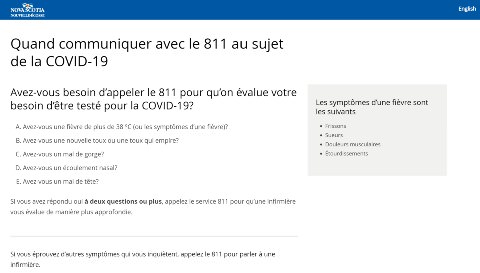 NOVA SCOTIA
NOUVELLE-ÉCOSSE
English
Quand communiquer avec le 811 au sujet
de la COVID-19
Avez-vous besoin d'appeler le 811 pour qu'on évalue votre
besoin d'être testé pour la COVID-19?
A. Avez-vous une fièvre de plus de 38 °C (ou les symptômes d'une fièvre)?
B. Avez-vous une nouvelle toux ou une toux qui empire?
C. Avez-vous un mal de gorge?
D. Avez-vous un écoulement nasal?
E. Avez-vous un mal de tête?
Si vous avez répondu oui à deux questions ou plus, appelez le service 811 pour qu'une infirmière
vous évalue de manière plus approfondie.
Si vous éprouvez d'autres symptômes qui vous inquiètent, appelez le 811 pour parler à une
infirmière.
Les symptômes d'une fièvre sont
les suivants
• Frissons
• Sueurs
• Douleurs musculaires
• Étourdissements